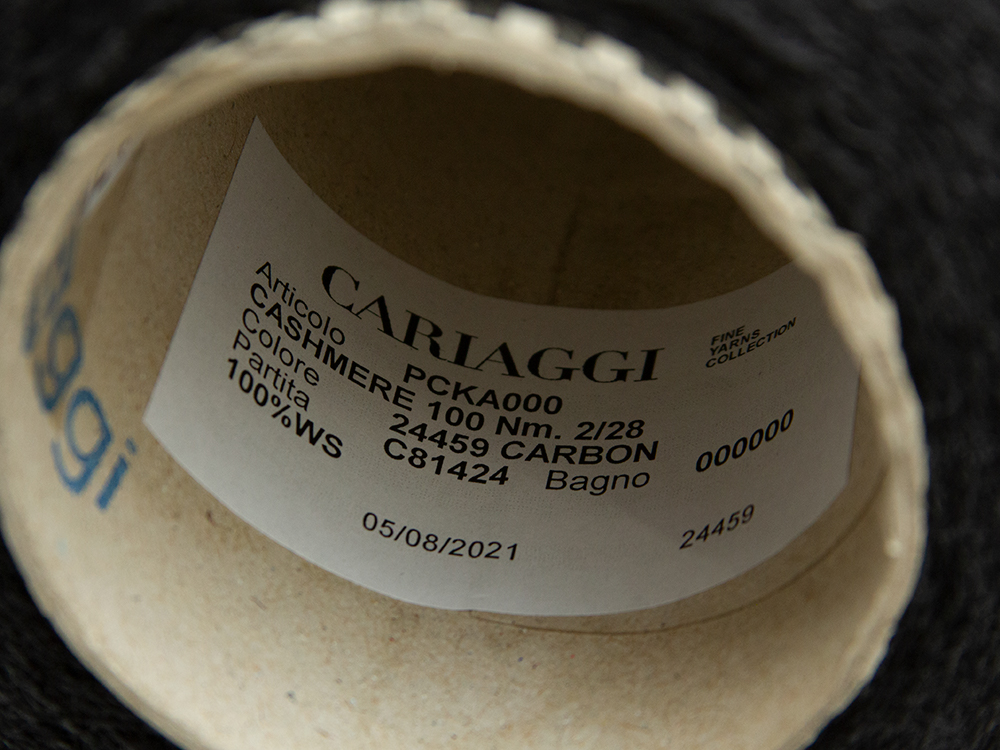 CARIAGGI
FINE
YARNS
COLLECTION
Articolo PCKA000
CASHMERE 100 Nm. 2/28
Colore 24459 CARBON
Partita C81424 Bagno 000000
100%WS
05/08/2021 24459
ggi